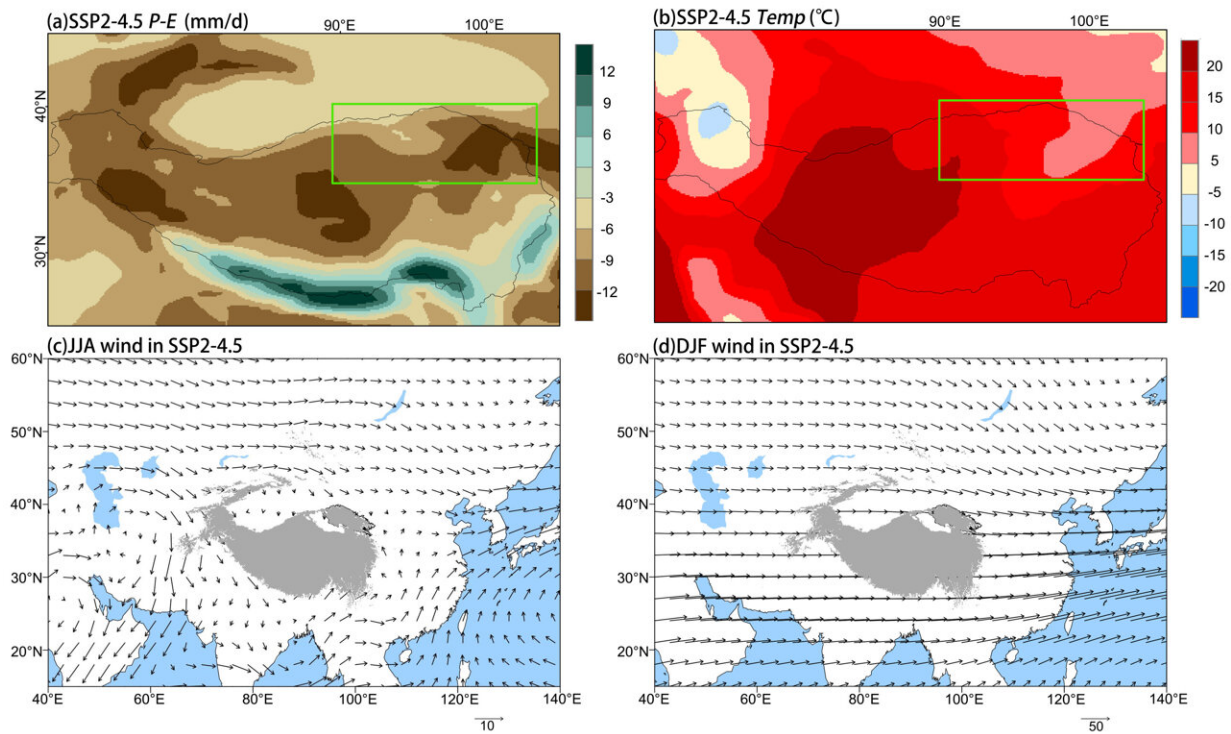 (a)SSP2-4.5 P-E (mm/d)
90°E
100°E
40°N
30°N
12
9
6
3
-3
-6
-9
-12
(b)SSP2-4.5 Temp (°C)
90°E
100°E
20
15
10
5
-5
-10
-15
-20
(c)JJA wind in SSP2-4.5
60°N
50°N
40°N
30°N
20°N
40°E
60°E
80°E
100°E
120°E
140°E
10
(d)DJF wind in SSP2-4.5
60°N
50°N
40°N
30°N
20°N
40°E
60°E
80°E
100°E
120°E
140°E
50